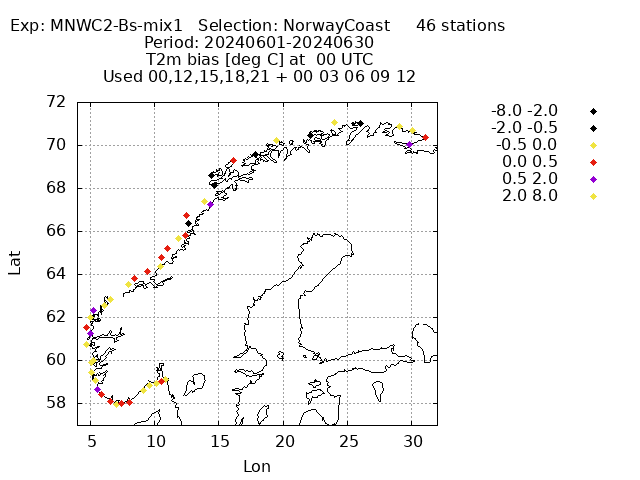 Exp: MNWC2-Bs-mix1   Selection: NorwayCoast     46 stations
Period: 20240601-20240630
T2m bias [deg C] at  00 UTC
Used 00,12,15,18,21 + 00 03 06 09 12
72
70
68
66
64
62
60
58
Lat
5 10 15 20 25 30
Lon
-8.0 -2.0
-2.0 -0.5
-0.5 0.0
0.0 0.5
0.5 2.0
2.0 8.0